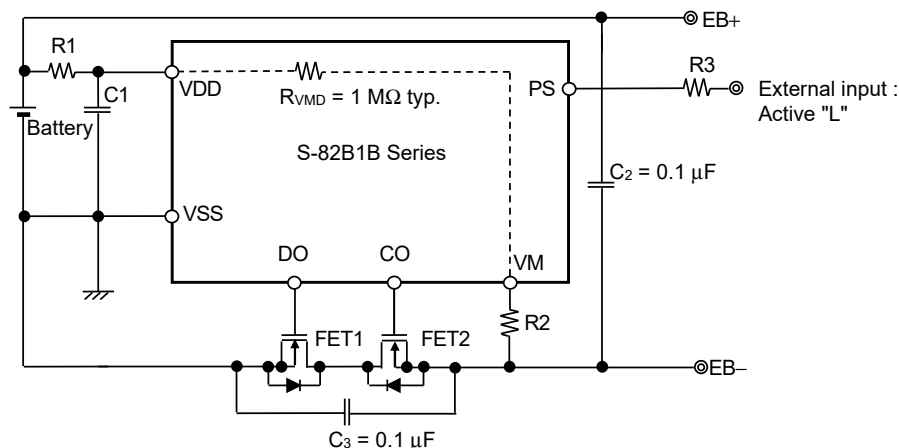 EB+
R1
C1
VDD
R_VMD = 1 MΩ typ.
PS
R3
External input :
Active "L"
Battery
S-82B1B Series
C₂ = 0.1 μF
VSS
DO
CO
VM
FET1
FET2
R2
EB−
C₃ = 0.1 μF